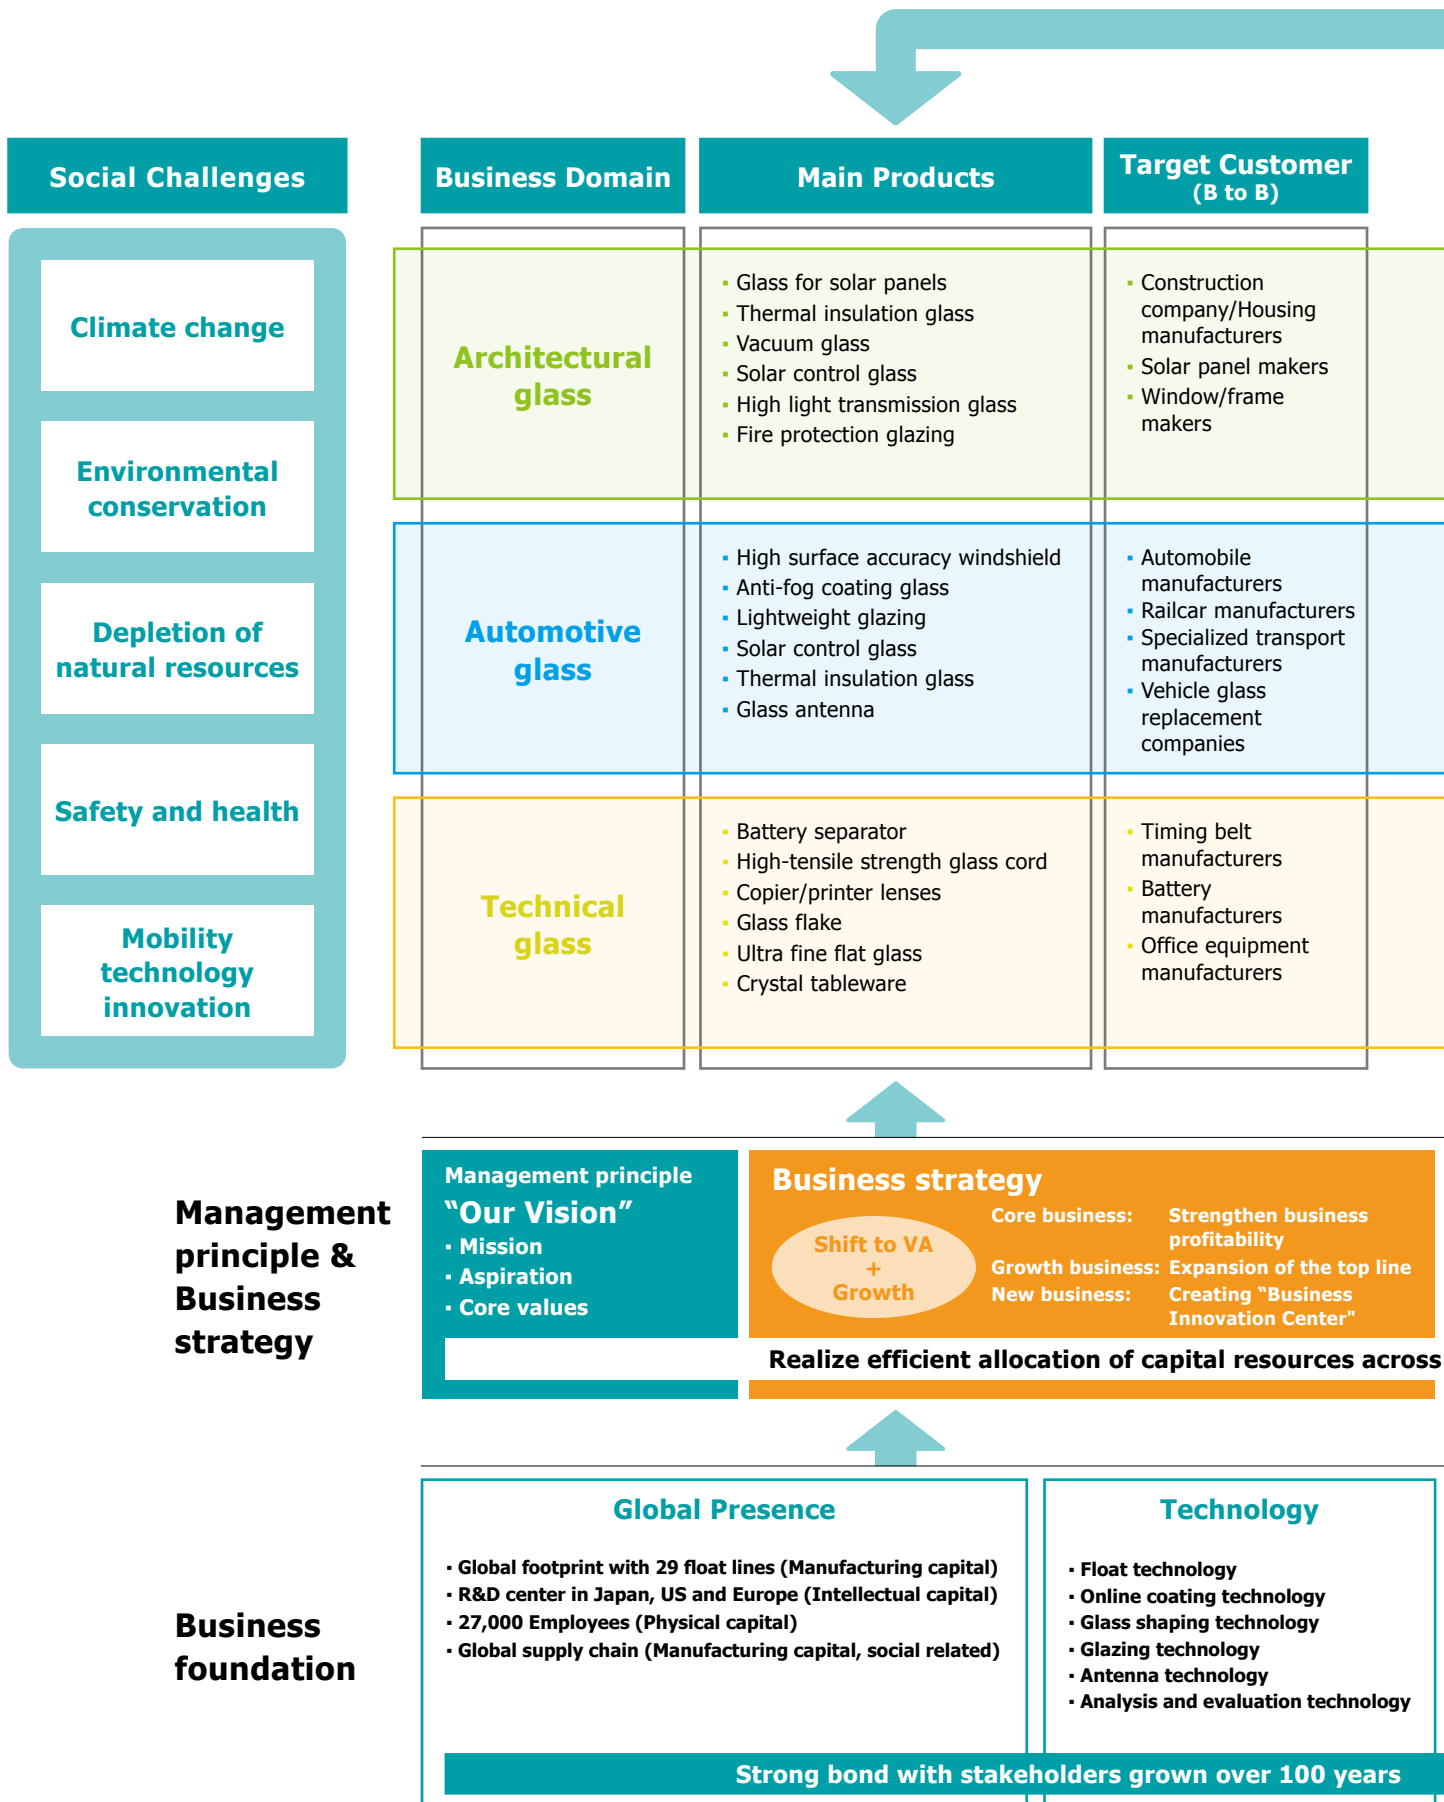 Social Challenges
Climate change
Environmental
conservation
Depletion of
natural resources
Safety and health
Mobility
technology
innovation
Business Domain
Main Products
Target Customer
(B to B)
Architectural
glass
▪ Glass for solar panels
▪ Thermal insulation glass
▪ Vacuum glass
▪ Solar control glass
▪ High light transmission glass
▪ Fire protection glazing
▪ Construction
company/Housing
manufacturers
▪ Solar panel makers
▪ Window/frame
makers
Automotive
glass
▪ High surface accuracy windshield
▪ Anti-fog coating glass
▪ Lightweight glazing
▪ Solar control glass
▪ Thermal insulation glass
▪ Glass antenna
▪ Automobile
manufacturers
▪ Railcar manufacturers
▪ Specialized transport
manufacturers
▪ Vehicle glass
replacement
companies
Technical
glass
▪ Battery separator
▪ High-tensile strength glass cord
▪ Copier/printer lenses
▪ Glass flake
▪ Ultra fine flat glass
▪ Crystal tableware
▪ Timing belt
manufacturers
▪ Battery
manufacturers
▪ Office equipment
manufacturers
Management
principle &
Business
strategy
Management principle
“Our Vision”
▪ Mission
▪ Aspiration
▪ Core values
Business strategy
Shift to VA
+
Growth
Core business: Strengthen business
profitability
Growth business: Expansion of the top line
New business: Creating “Business
Innovation Center"
Realize efficient allocation of capital resources across
Business
foundation
Global Presence
▪ Global footprint with 29 float lines (Manufacturing capital)
▪ R&D center in Japan, US and Europe (Intellectual capital)
▪ 27,000 Employees (Physical capital)
▪ Global supply chain (Manufacturing capital, social related)
Technology
▪ Float technology
▪ Online coating technology
▪ Glass shaping technology
▪ Glazing technology
▪ Antenna technology
▪ Analysis and evaluation technology
Strong bond with stakeholders grown over 100 years